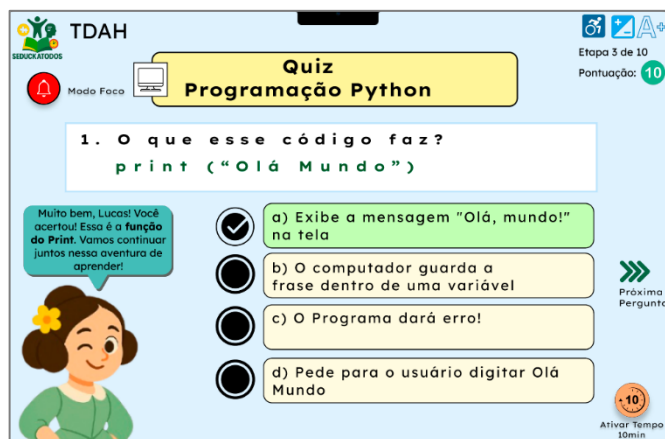 SEDUCKATODOS
TDAH
A+
Etapa 3 de 10
Pontuação: 10
Modo Foco
Quiz
Programação Python
1. O que esse código faz?
print (“Olá Mundo”)
Muito bem, Lucas! Você
acertou! Essa é a função
do Print. Vamos continuar
juntos nessa aventura de
aprender!
a) Exibe a mensagem "Olá, mundo!"
na tela
b) O computador guarda a
frase dentro de uma variável
c) O Programa dará erro!
d) Pede para o usuário digitar Olá
Mundo
Próxima
Pergunta
10
Ativar Tempo
10min